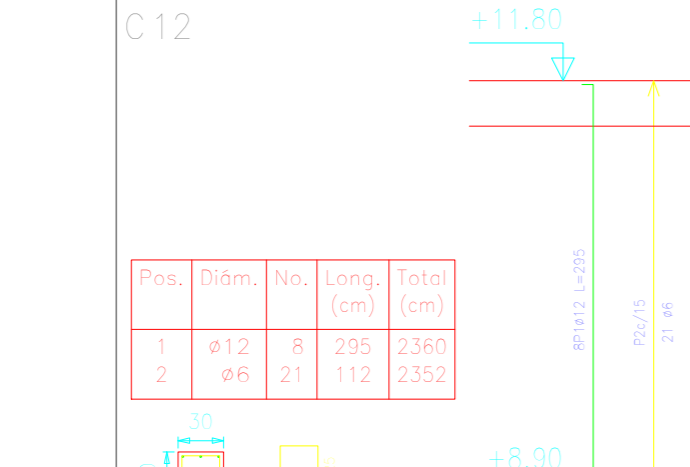 C12
+11.80
Pos. Diám. No. Long. (cm) Total (cm)
1 ø12 8 295 2360
2 ø6 21 112 2352
8P1ø12 L=295
P2c/15
21 ø6
30
+8.90